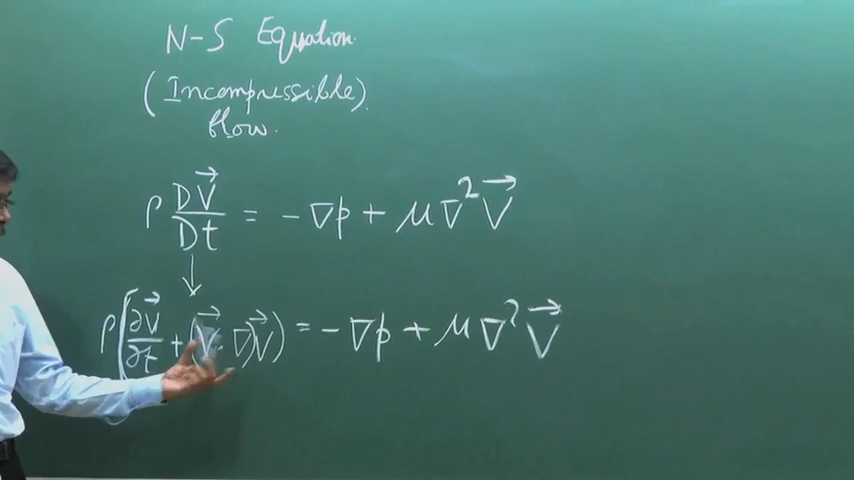 N-S Equation.
(Incompressible).
flow.
ρ DV⃗/Dt = - ∇p + μ∇²V⃗
↓
ρ(∂V⃗/∂t + (V⃗.∇)V⃗) = - ∇p + μ∇²V⃗